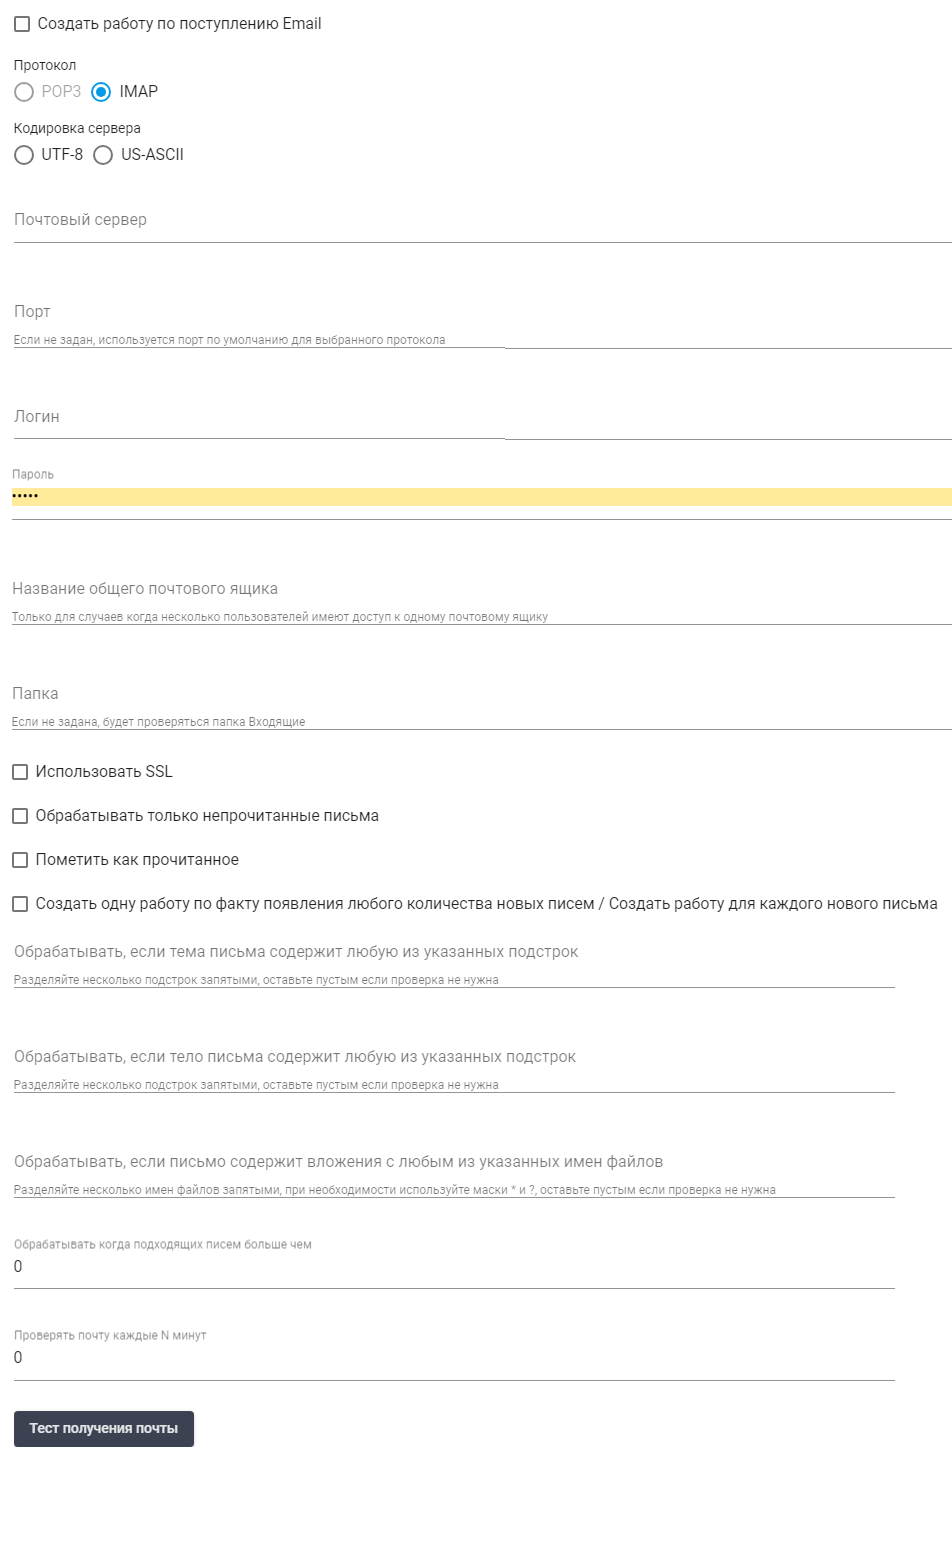 Создать работу по поступлению Email
Протокол
POP3 IMAP
Кодировка сервера
UTF-8 US-ASCII
Почтовый сервер
Порт
Если не задан, используется порт по умолчанию для выбранного протокола
Логин
Пароль
•••••
Название общего почтового ящика
Только для случаев когда несколько пользователей имеют доступ к одному почтовому ящику
Папка
Если не задана, будет проверяться папка Входящие
Использовать SSL
Обрабатывать только непрочитанные письма
Пометить как прочитанное
Создать одну работу по факту появления любого количества новых писем / Создать работу для каждого нового письма
Обрабатывать, если тема письма содержит любую из указанных подстрок
Разделяйте несколько подстрок запятыми, оставьте пустым если проверка не нужна
Обрабатывать, если тело письма содержит любую из указанных подстрок
Разделяйте несколько подстрок запятыми, оставьте пустым если проверка не нужна
Обрабатывать, если письмо содержит вложения с любым из указанных имен файлов
Разделяйте несколько имен файлов запятыми, при необходимости используйте маски * и ?, оставьте пустым если проверка не нужна
Обрабатывать когда подходящих писем больше чем
0
Проверять почту каждые N минут
0
Тест получения почты